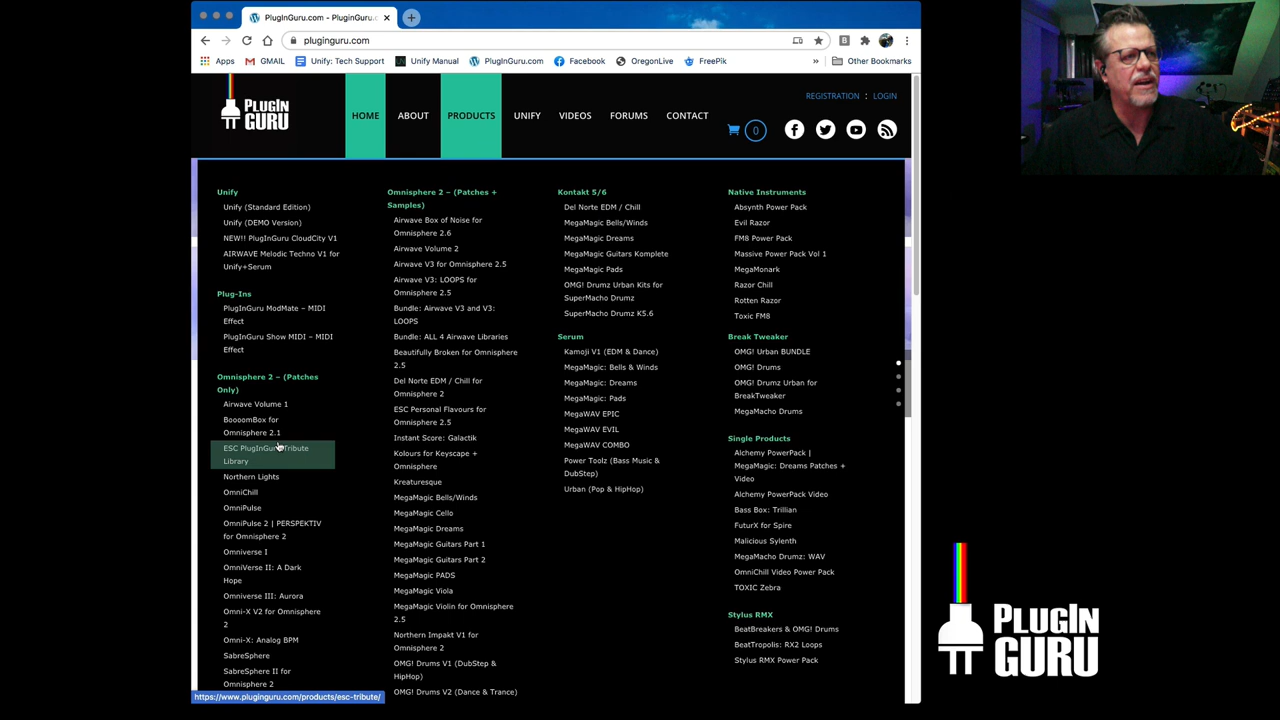 PlugInGuru.com - PlugInGuru.c
pluginguru.com
Apps
GMAIL
Unify: Tech Support
Unify Manual
PlugInGuru.com
Facebook
OregonLive
FreePik
»
Other Bookmarks
PLUGIN
GURU
HOME
ABOUT
PRODUCTS
UNIFY
VIDEOS
FORUMS
CONTACT
REGISTRATION : LOGIN
0
Unify
Unify (Standard Edition)
Unify (DEMO Version)
NEW!! PlugInGuru CloudCity V1
AIRWAVE Melodic Techno V1 for
Unify+Serum
Plug-Ins
PlugInGuru ModMate – MIDI
Effect
PlugInGuru Show MIDI – MIDI
Effect
Omnisphere 2 – (Patches
Only)
Airwave Volume 1
BoooomBox for
Omnisphere 2.1
ESC PlugInGuru Tribute
Library
Northern Lights
OmniChill
OmniPulse
OmniPulse 2 | PERSPEKTIV
for Omnisphere 2
Omniverse I
OmniVerse II: A Dark
Hope
Omniverse III: Aurora
Omni-X V2 for Omnisphere
2
Omni-X: Analog BPM
SabreSphere
SabreSphere II for
Omnisphere 2
Omnisphere 2 – (Patches +
Samples)
Airwave Box of Noise for
Omnisphere 2.6
Airwave Volume 2
Airwave V3 for Omnisphere 2.5
Airwave V3: LOOPS for
Omnisphere 2.5
Bundle: Airwave V3 and V3:
LOOPS
Bundle: ALL 4 Airwave Libraries
Beautifully Broken for Omnisphere
2.5
Del Norte EDM / Chill for
Omnisphere 2
ESC Personal Flavours for
Omnisphere 2.5
Instant Score: Galactik
Kolours for Keyscape +
Omnisphere
Kreaturesque
MegaMagic Bells/Winds
MegaMagic Cello
MegaMagic Dreams
MegaMagic Guitars Part 1
MegaMagic Guitars Part 2
MegaMagic PADS
MegaMagic Viola
MegaMagic Violin for Omnisphere
2.5
Northern Impakt V1 for
Omnisphere 2
OMG! Drums V1 (DubStep &
HipHop)
OMG! Drums V2 (Dance & Trance)
Kontakt 5/6
Del Norte EDM / Chill
MegaMagic Bells/Winds
MegaMagic Dreams
MegaMagic Guitars Komplete
MegaMagic Pads
OMG! Drumz Urban Kits for
SuperMacho Drumz
SuperMacho Drumz K5.6
Serum
Kamoji V1 (EDM & Dance)
MegaMagic: Bells & Winds
MegaMagic: Dreams
MegaMagic: Pads
MegaWAV EPIC
MegaWAV EVIL
MegaWAV COMBO
Power Toolz (Bass Music &
DubStep)
Urban (Pop & HipHop)
Native Instruments
Absynth Power Pack
Evil Razor
FM8 Power Pack
Massive Power Pack Vol 1
MegaMonark
Razor Chill
Rotten Razor
Toxic FM8
Break Tweaker
OMG! Urban BUNDLE
OMG! Drums
OMG! Drumz Urban for
BreakTweaker
MegaMacho Drums
Single Products
Alchemy PowerPack |
MegaMagic: Dreams Patches +
Video
Alchemy PowerPack Video
Bass Box: Trillian
FuturX for Spire
Malicious Sylenth
MegaMacho Drumz: WAV
OmniChill Video Power Pack
TOXIC Zebra
Stylus RMX
BeatBreakers & OMG! Drums
BeatTropolis: RX2 Loops
Stylus RMX Power Pack
https://www.pluginguru.com/products/esc-tribute/
PLUGIN
GURU